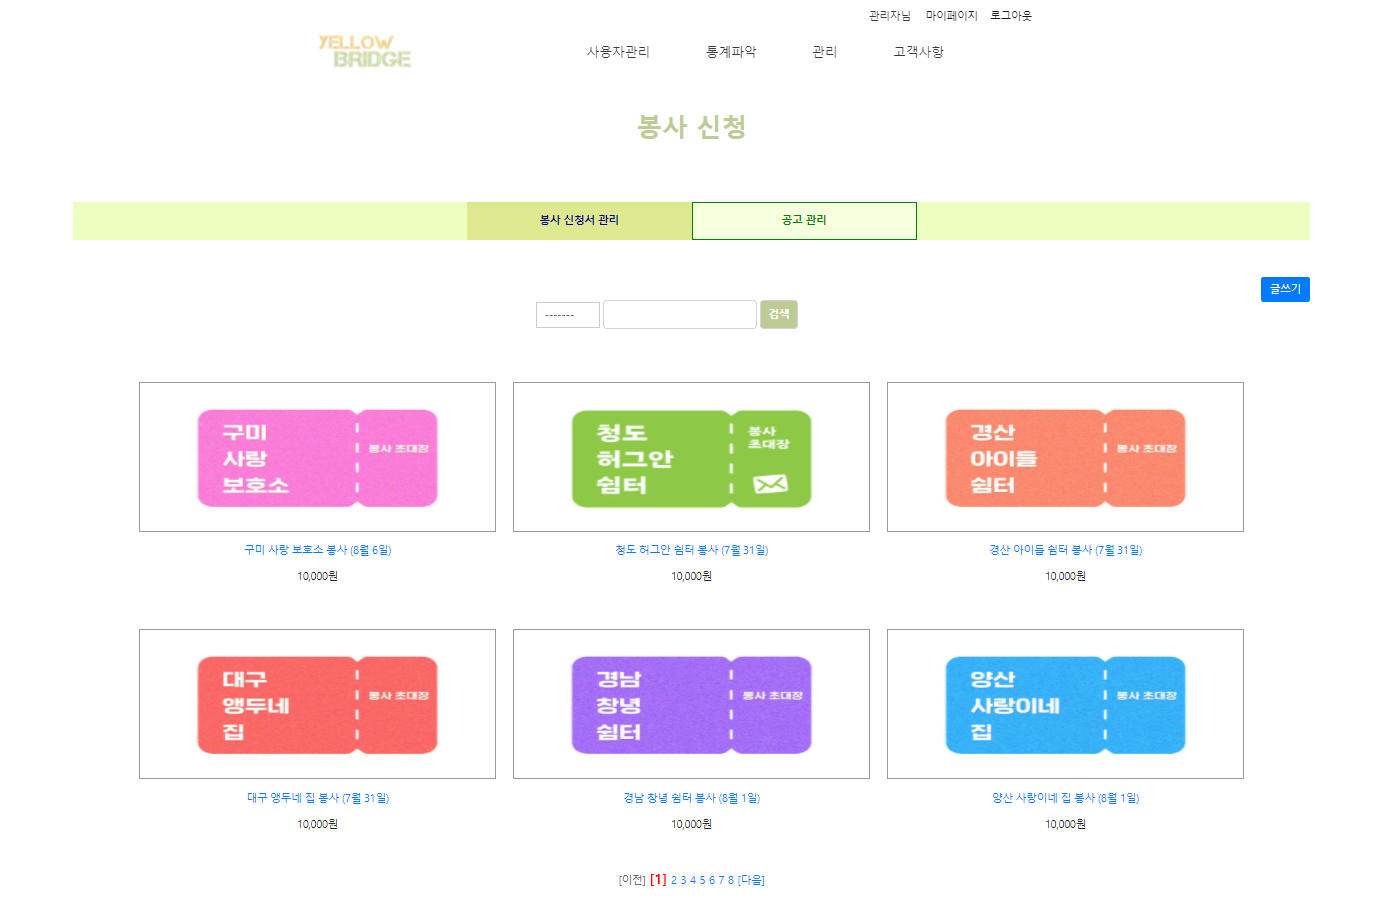 관리자님 마이페이지 로그아웃
YELLOW
BRIDGE
사용자관리 통계파악 관리 고객사항
봉사 신청
봉사 신청서 관리 공고 관리
글쓰기
------- 검색
구미
사랑
보호소
봉사 초대장
청도
허그안
쉼터
봉사
초대장
경산
아이들
쉼터
봉사 초대장
구미 사랑 보호소 봉사 (8월 6일)
10,000원
청도 허그안 쉼터 봉사 (7월 31일)
10,000원
경산 아이들 쉼터 봉사 (7월 31일)
10,000원
대구
앵두네
집
봉사 초대장
경남
창녕
쉼터
봉사 초대장
양산
사랑이네
집
봉사 초대장
대구 앵두네 집 봉사 (7월 31일)
10,000원
경남 창녕 쉼터 봉사 (8월 1일)
10,000원
양산 사랑이네 집 봉사 (8월 1일)
10,000원
[이전] [1] 2 3 4 5 6 7 8 [다음]